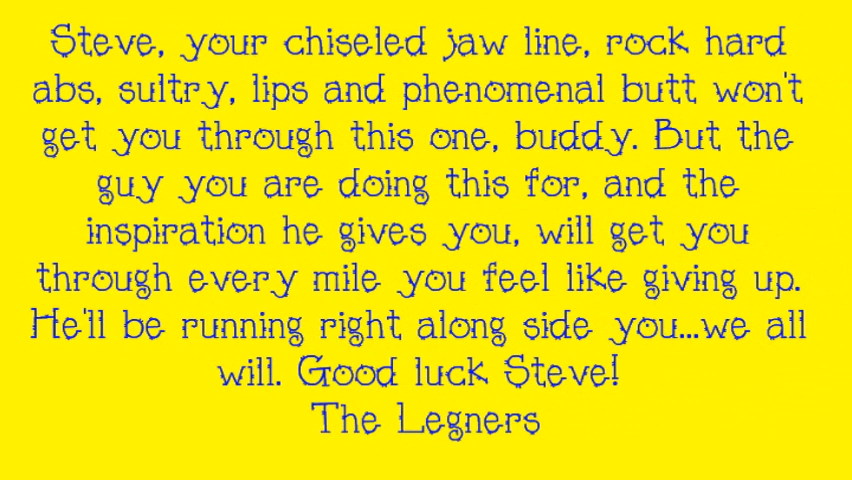 Steve, your chiseled jaw line, rock hard
abs, sultry, lips and phenomenal butt won't
get you through this one, buddy. But the
guy you are doing this for, and the
inspiration he gives you, will get you
through every mile you feel like giving up.
He'll be running right along side you...we all
will. Good luck Steve!
The Legners